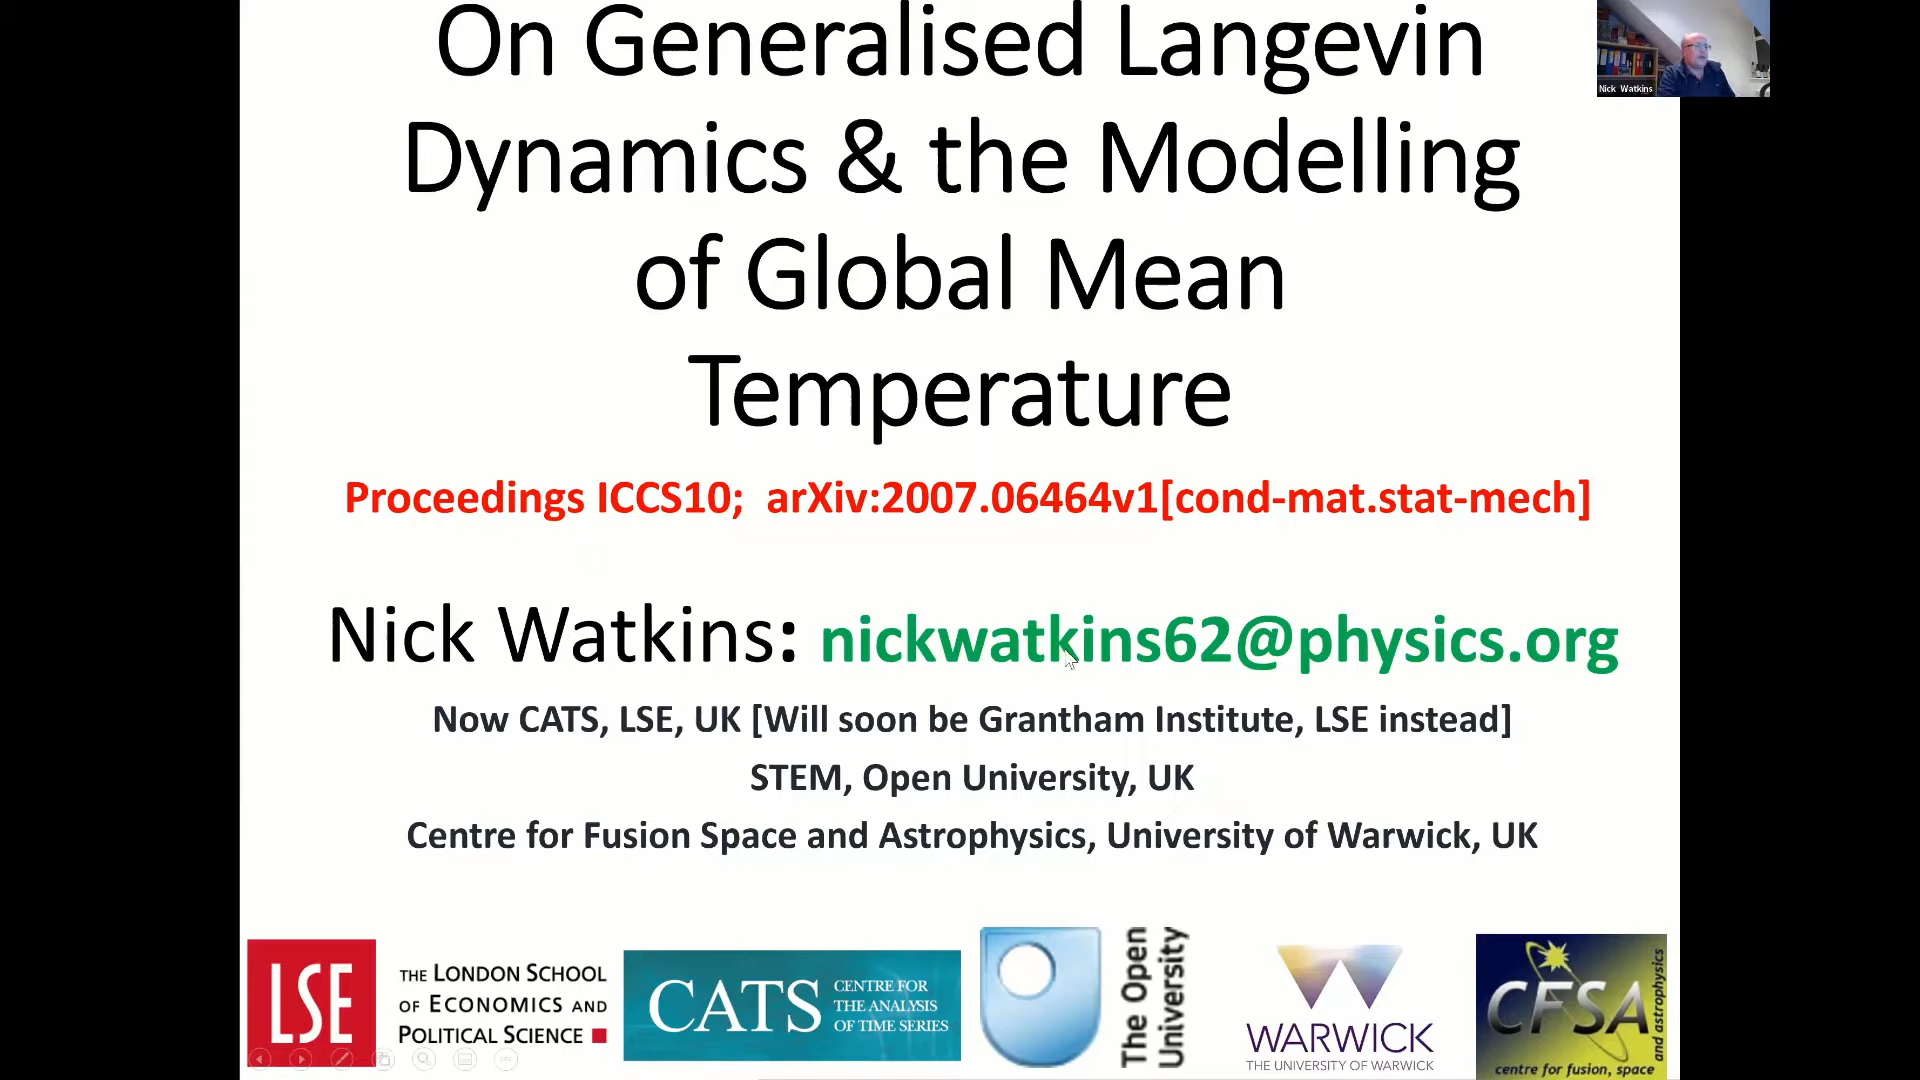 On Generalised Langevin
Dynamics & the Modelling
of Global Mean
Temperature
Nick Watkins
Proceedings ICCS10; arXiv:2007.06464v1[cond-mat.stat-mech]
Nick Watkins: nickwatkins62@physics.org
Now CATS, LSE, UK [Will soon be Grantham Institute, LSE instead]
STEM, Open University, UK
Centre for Fusion Space and Astrophysics, University of Warwick, UK
LSE
THE LONDON SCHOOL
OF ECONOMICS AND
POLITICAL SCIENCE
CATS
CENTRE FOR
THE ANALYSIS
OF TIME SERIES
The Open
University
WARWICK
THE UNIVERSITY OF WARWICK
CFSA
centre for fusion, space
and astrophysics